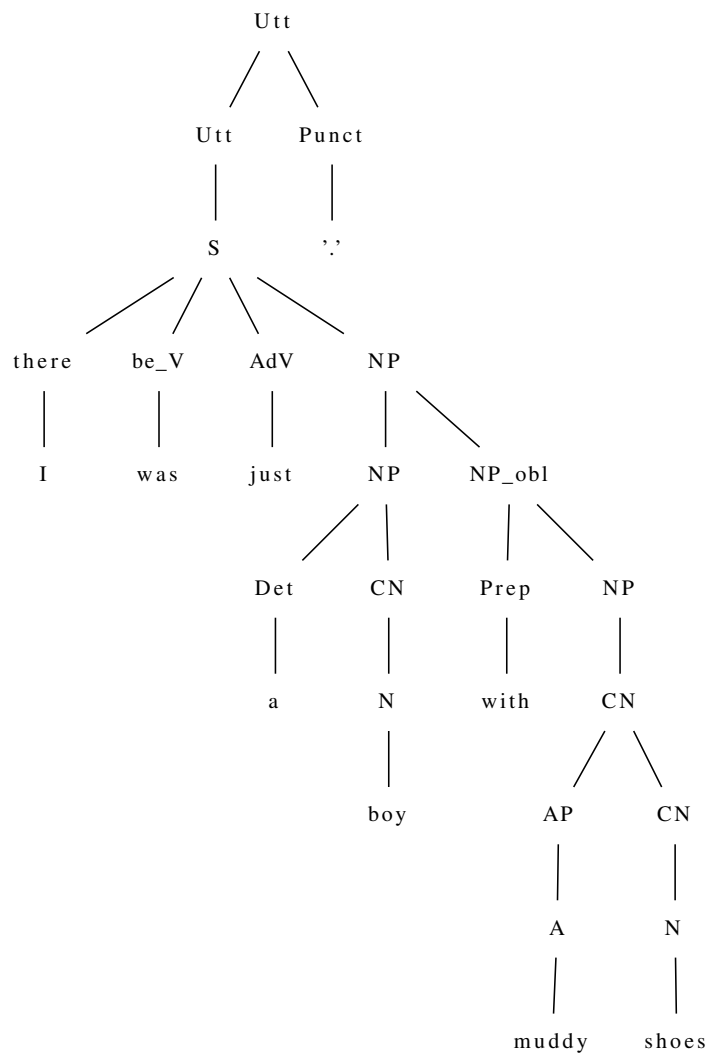 Utt
Utt Punct
S ’.’
there be_V AdV NP
I was just NP NP_obl
Det CN Prep NP
a N with CN
boy AP CN
A N
muddy shoes